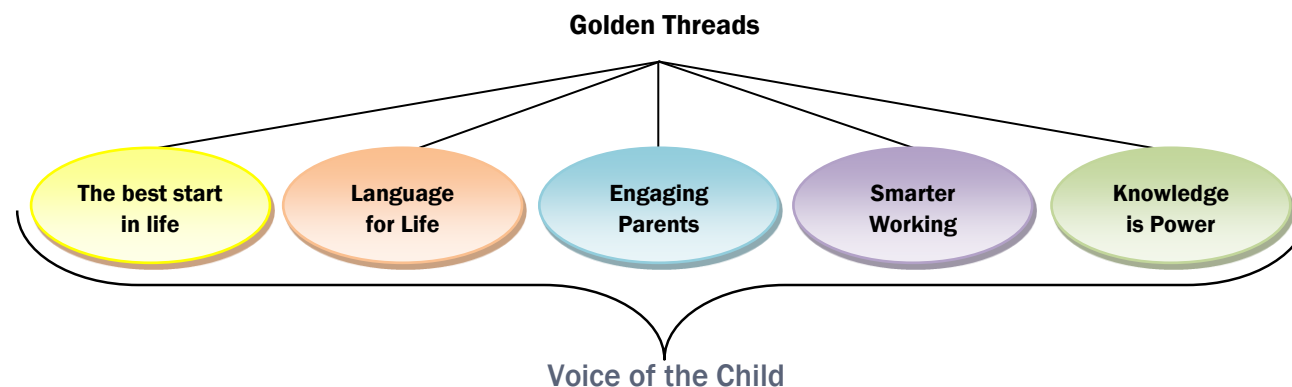 Golden Threads
The best start
in life
Language
for Life
Engaging
Parents
Smarter
Working
Knowledge
is Power
Voice of the Child